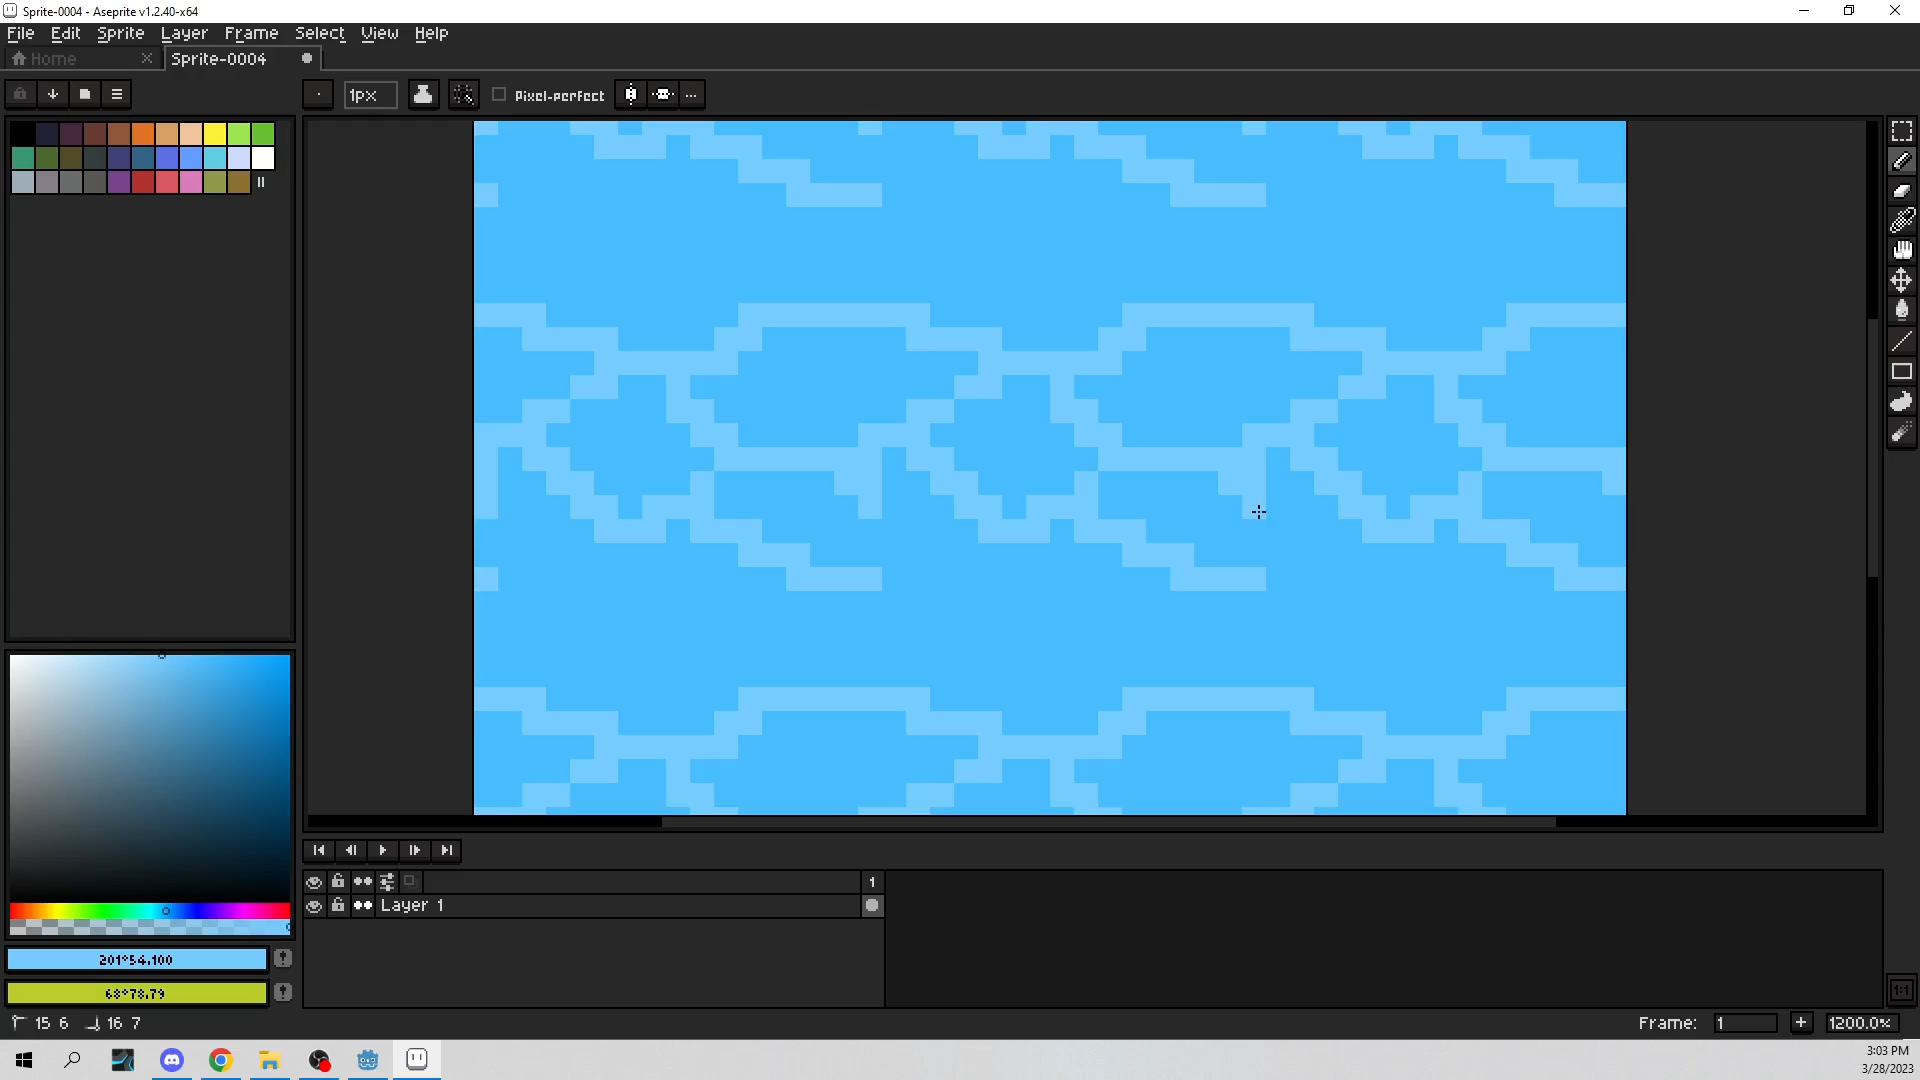 Sprite-0004 - Aseprite v1.2.40-x64
File Edit Sprite Layer Frame Select View Help
Home Sprite-0004
1px Pixel-perfect
1
Layer 1
201°54.100
68°78.79
15 6 16 7
Frame: 1 1200.0%
1:1
3:03 PM
3/28/2023